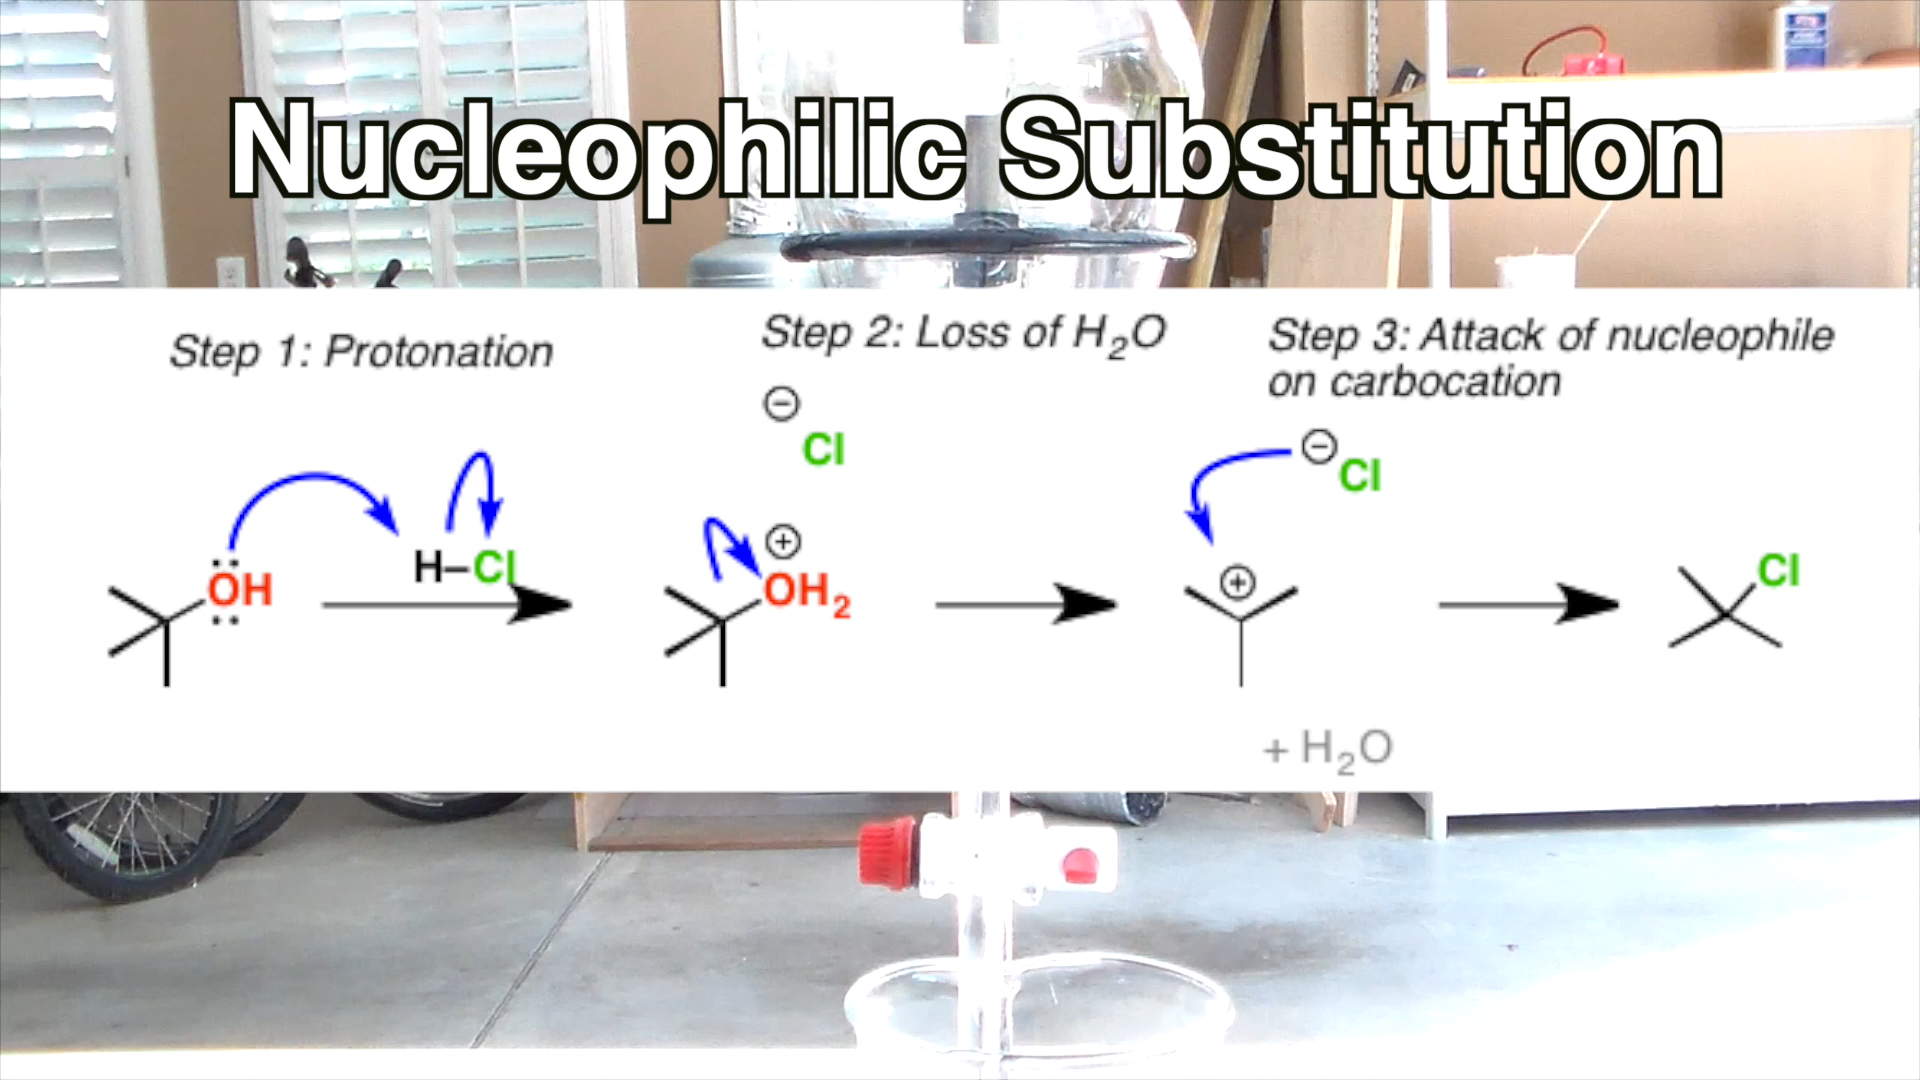 Nucleophilic Substitution
Step 1: Protonation
Step 2: Loss of H₂O
Step 3: Attack of nucleophile
on carbocation
⊖
Cl
⊖
Cl
H–Cl
ÖH
⊕
OH₂
⊕
Cl
+ H₂O